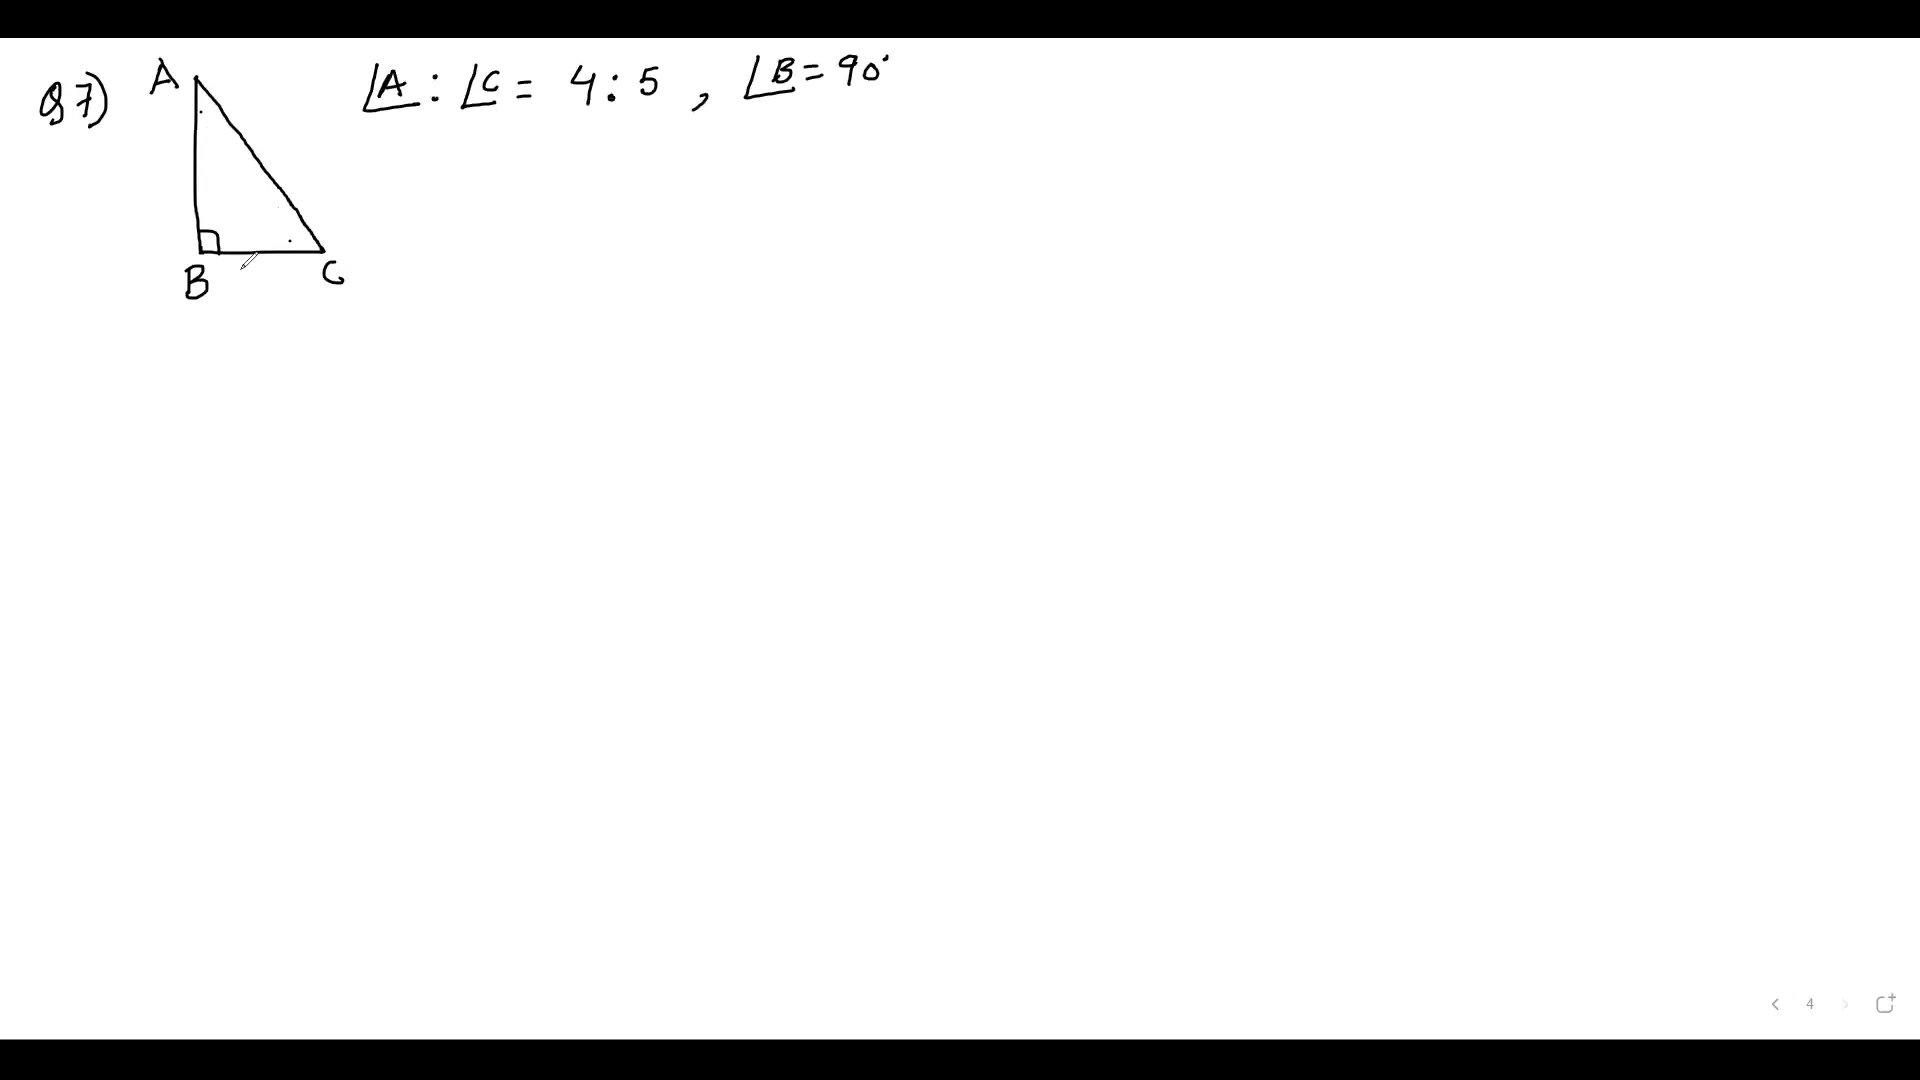 Q7)
A
∠A : ∠C = 4 : 5 , ∠B = 90°
B
C
4